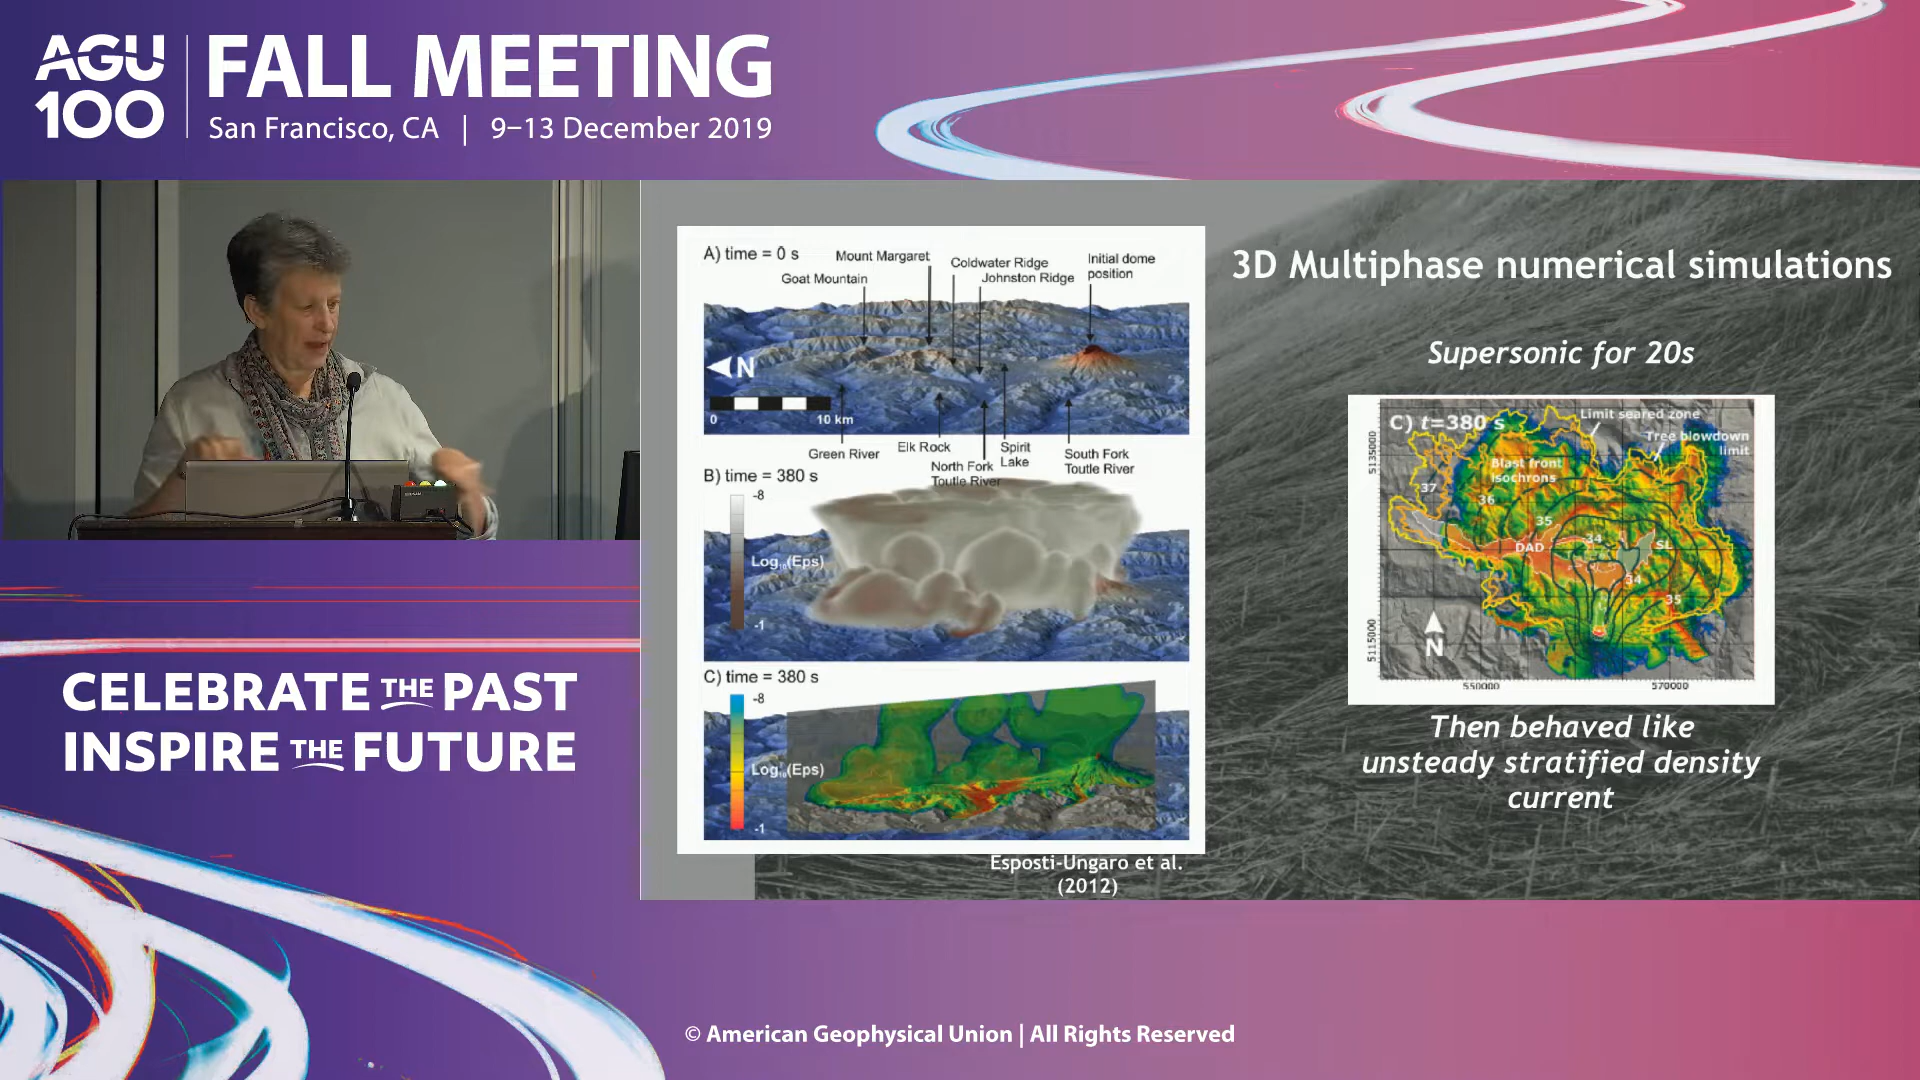 AGU
100
FALL MEETING
San Francisco, CA | 9–13 December 2019
A) time = 0 s
Mount Margaret
Coldwater Ridge
Initial dome
position
Goat Mountain
Johnston Ridge
N
0
10 km
Green River
Elk Rock
North Fork
Toutle River
Spirit
Lake
South Fork
Toutle River
B) time = 380 s
-8
Log10(Eps)
-1
C) time = 380 s
-8
Log10(Eps)
-1
Esposti-Ungaro et al.
(2012)
3D Multiphase numerical simulations
Supersonic for 20s
C) t=380 s
Limit seared zone
Tree blowdown
limit
Blast front
isochrons
37
36
35
34
DAD
SL
34
35
N
5135000
5115000
550000
570000
Then behaved like
unsteady stratified density
current
CELEBRATE THE PAST
INSPIRE THE FUTURE
© American Geophysical Union | All Rights Reserved